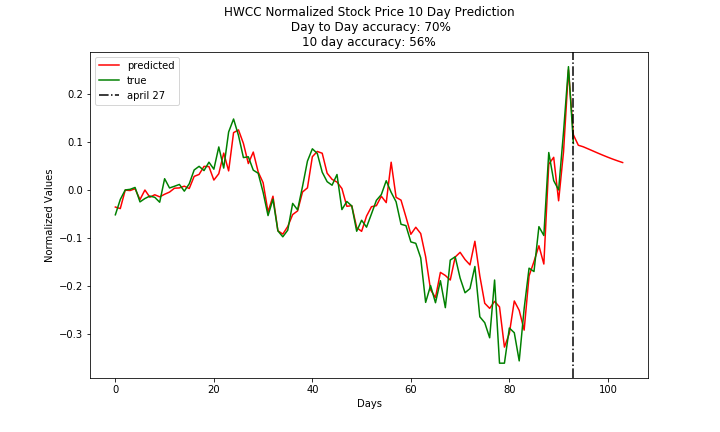 HWCC Normalized Stock Price 10 Day Prediction
Day to Day accuracy: 70%
10 day accuracy: 56%
predicted
true
april 27
0.2
0.1
0.0
−0.1
−0.2
−0.3
Normalized Values
0 20 40 60 80 100
Days